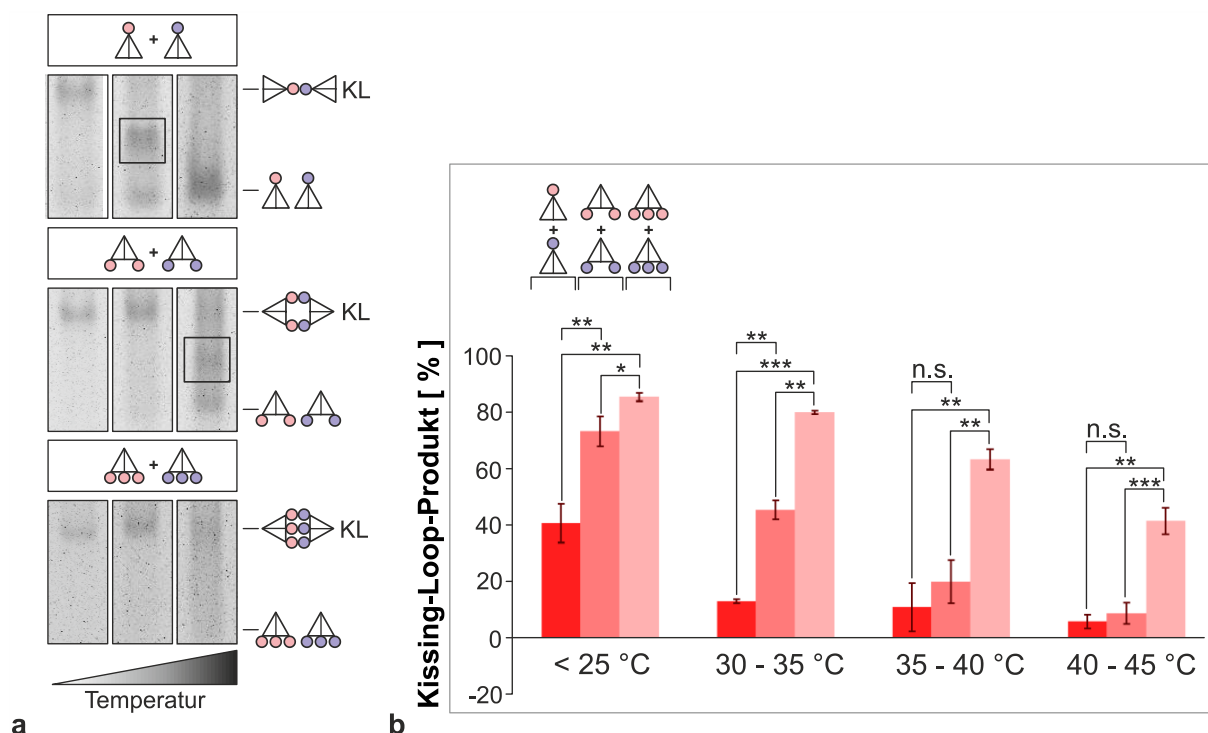 +
KL
+
KL
+
KL
Temperatur
a
+ + +
Kissing-Loop-Produkt [ % ]
100
80
60
40
20
0
-20
**
**
*
**
***
**
n.s.
**
**
n.s.
**
***
< 25 °C
30 - 35 °C
35 - 40 °C
40 - 45 °C
b